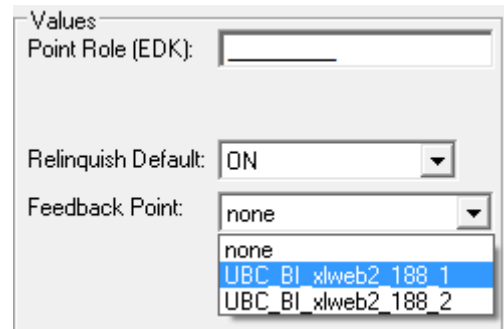 Values
Point Role (EDK):
Relinquish Default: ON
Feedback Point: none
none
UBC_BI_xlweb2_188_1
UBC_BI_xlweb2_188_2